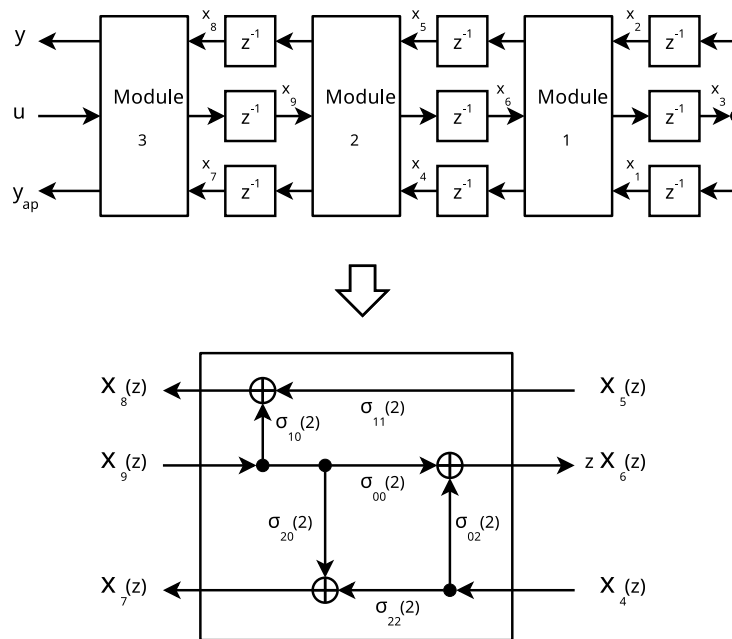 y x₈ z⁻¹ x₅ z⁻¹ x₂ z⁻¹
u Module 3 z⁻¹ x₉ Module 2 z⁻¹ x₆ Module 1 z⁻¹ x₃
y_ap x₇ z⁻¹ x₄ z⁻¹ x₁ z⁻¹
X₈(z) σ₁₁(2) X₅(z)
σ₁₀(2)
X₉(z) σ₀₀(2) z X₆(z)
σ₂₀(2) σ₀₂(2)
X₇(z) σ₂₂(2) X₄(z)